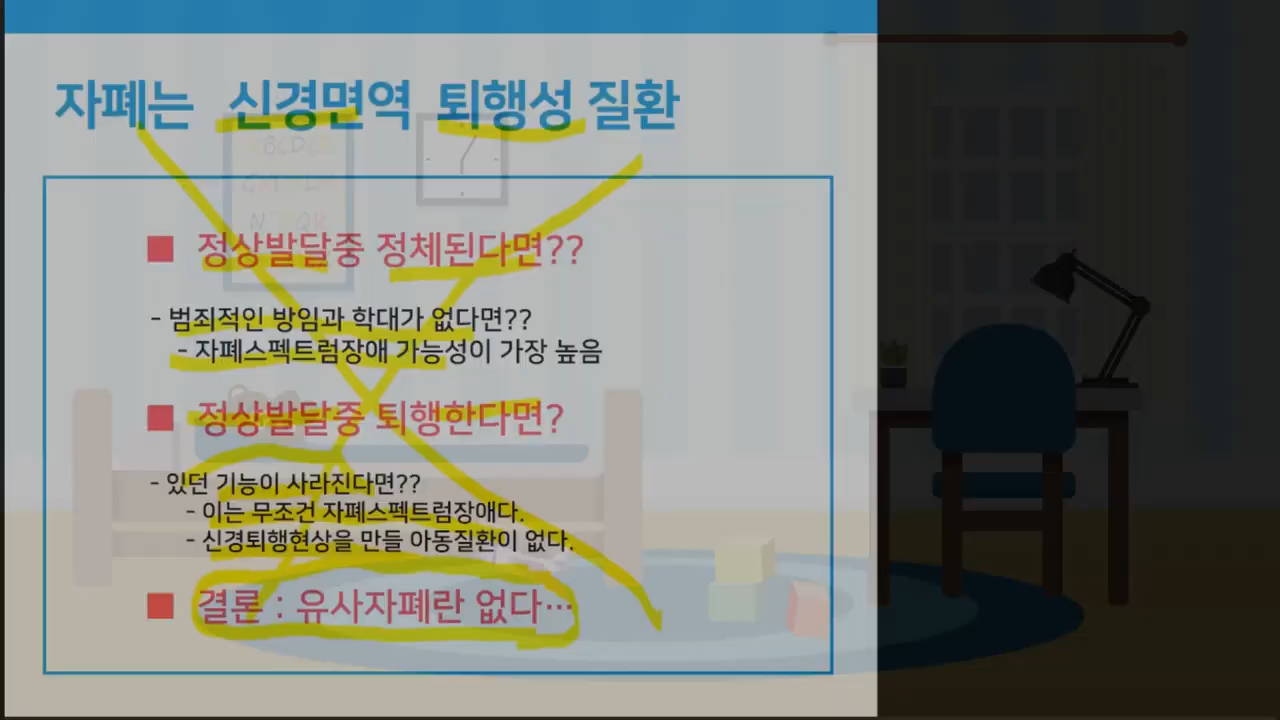 자폐는 신경면역 퇴행성 질환
■ 정상발달중 정체된다면??
- 범죄적인 방임과 학대가 없다면??
- 자폐스펙트럼장애 가능성이 가장 높음
■ 정상발달중 퇴행한다면?
- 있던 기능이 사라진다면??
- 이는 무조건 자폐스펙트럼장애다.
- 신경퇴행현상을 만들 아동질환이 없다.
■ 결론 : 유사자폐란 없다…